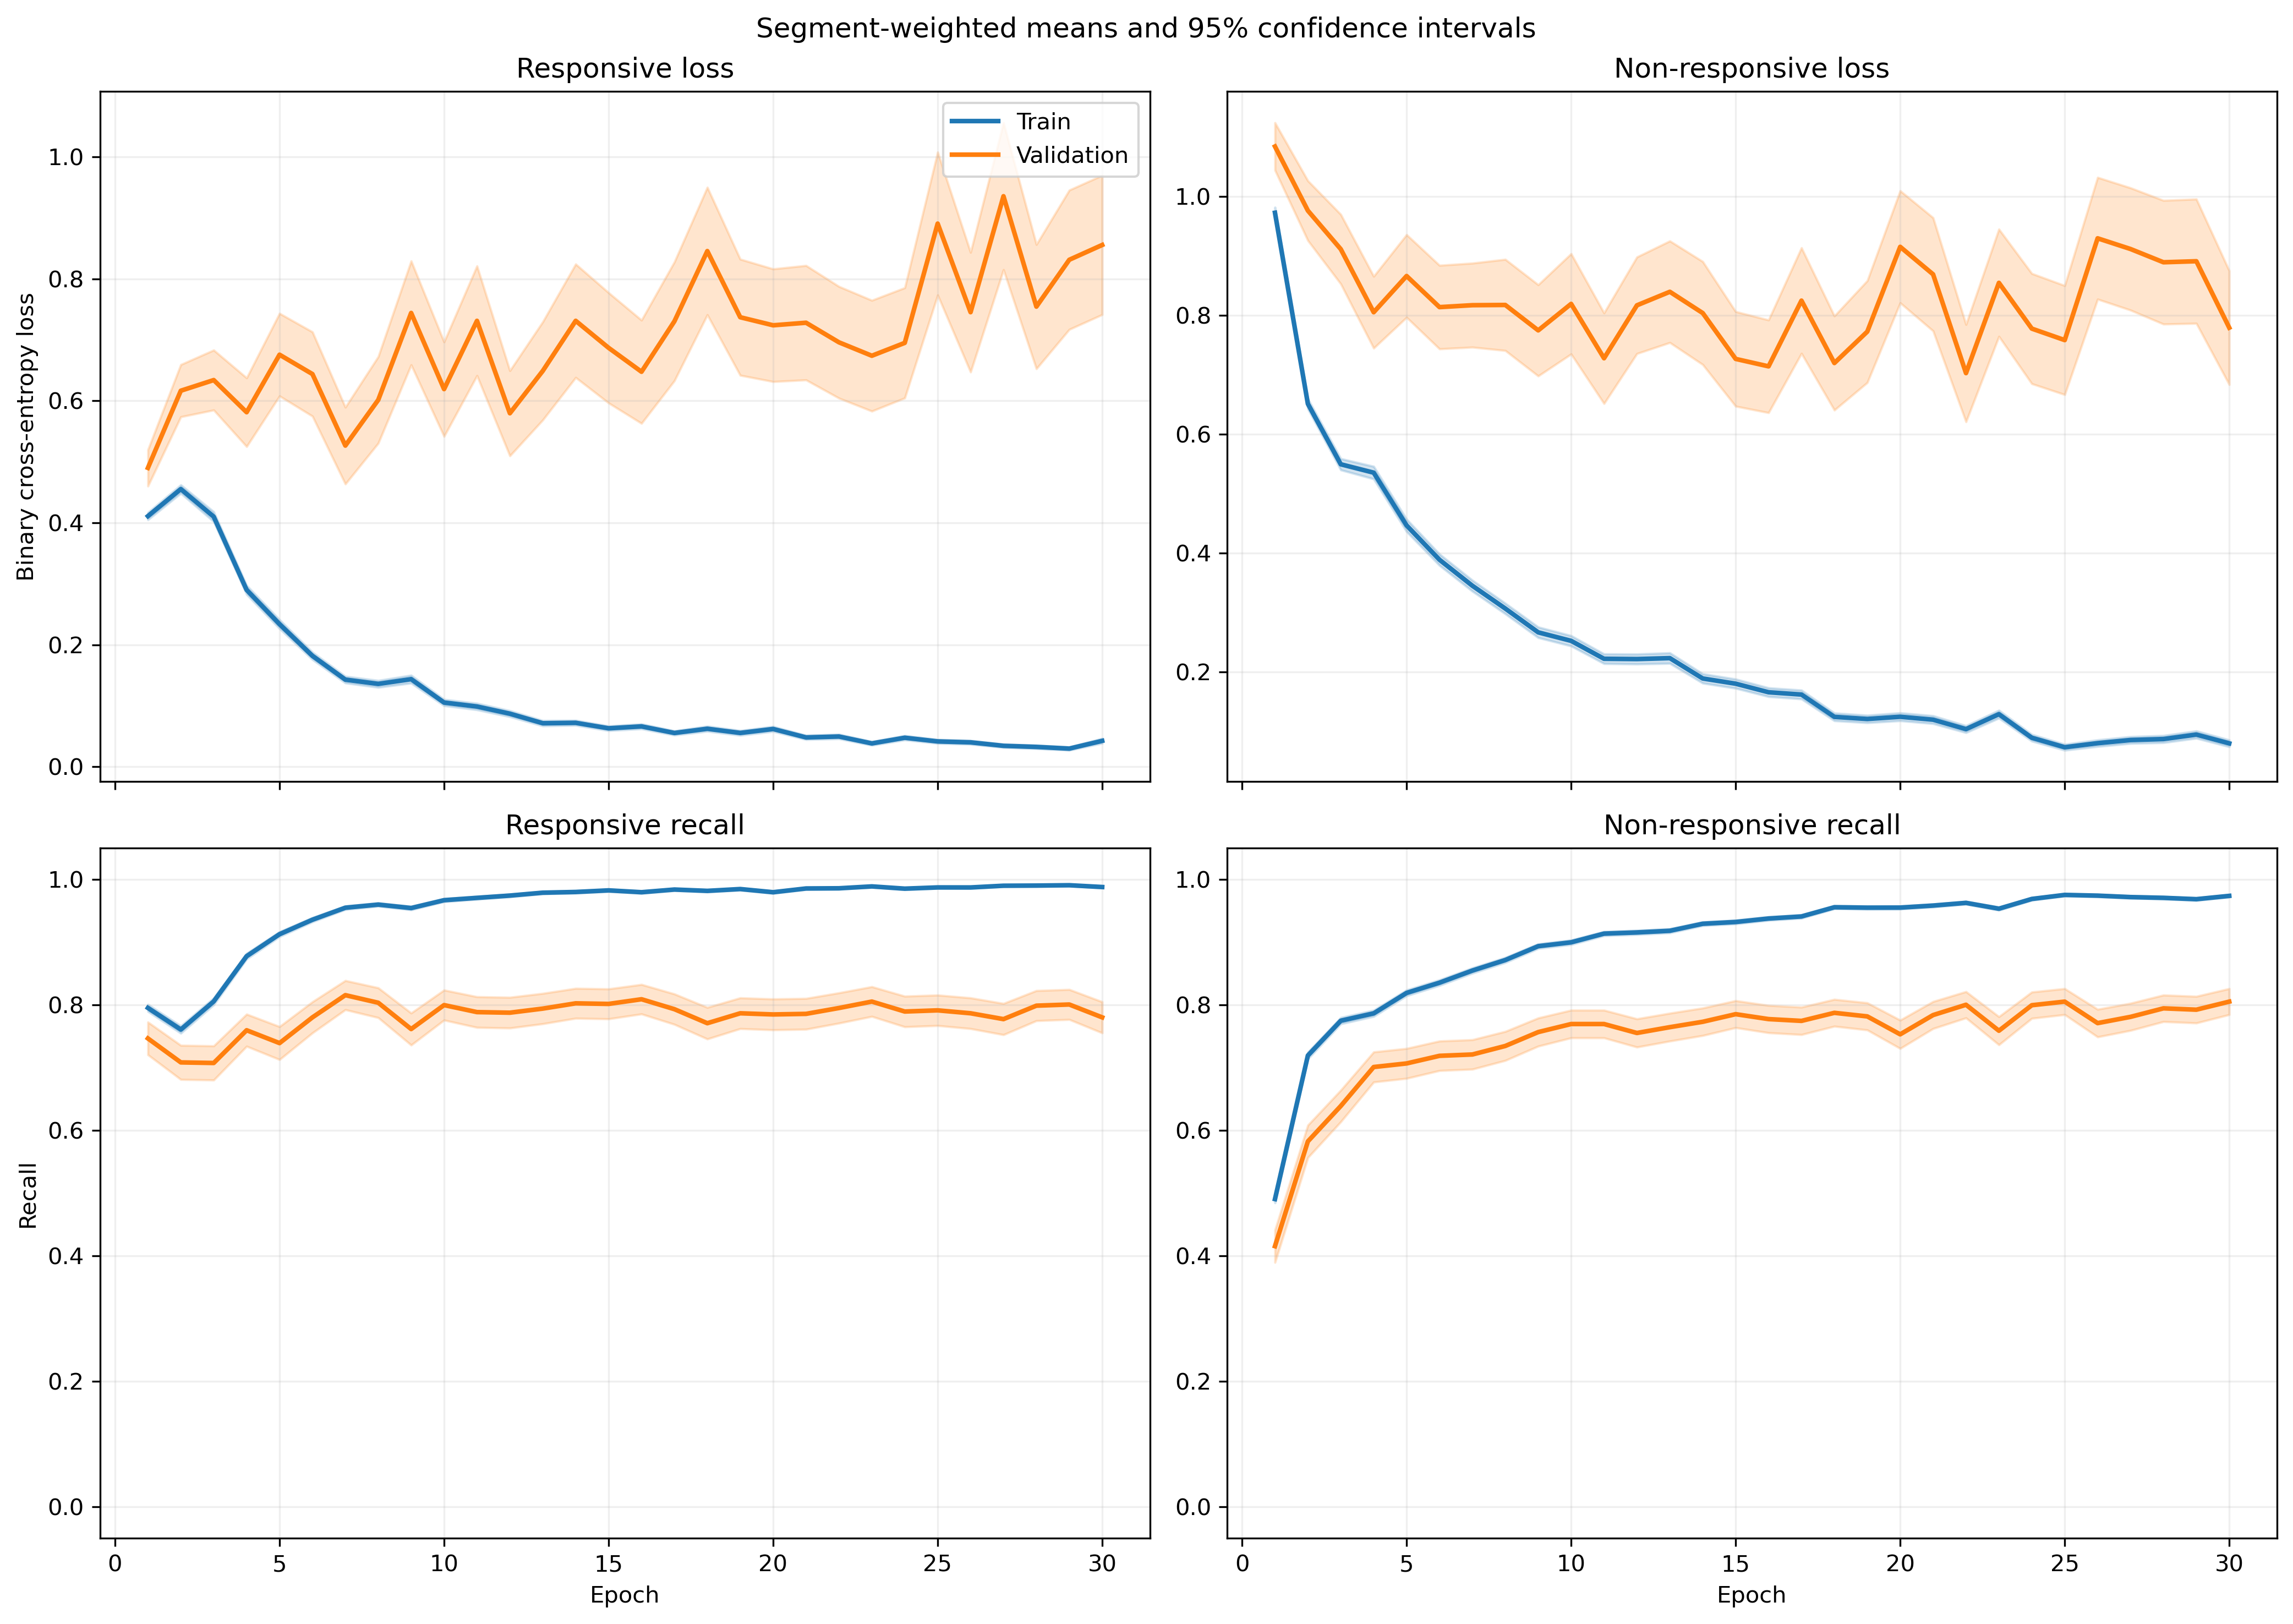 Segment-weighted means and 95% confidence intervals
Responsive loss
Non-responsive loss
Train
Validation
Binary cross-entropy loss
1.0
0.8
0.6
0.4
0.2
0.0
1.0
0.8
0.6
0.4
0.2
Responsive recall
Non-responsive recall
Recall
1.0
0.8
0.6
0.4
0.2
0.0
0 5 10 15 20 25 30
Epoch
1.0
0.8
0.6
0.4
0.2
0.0
0 5 10 15 20 25 30
Epoch